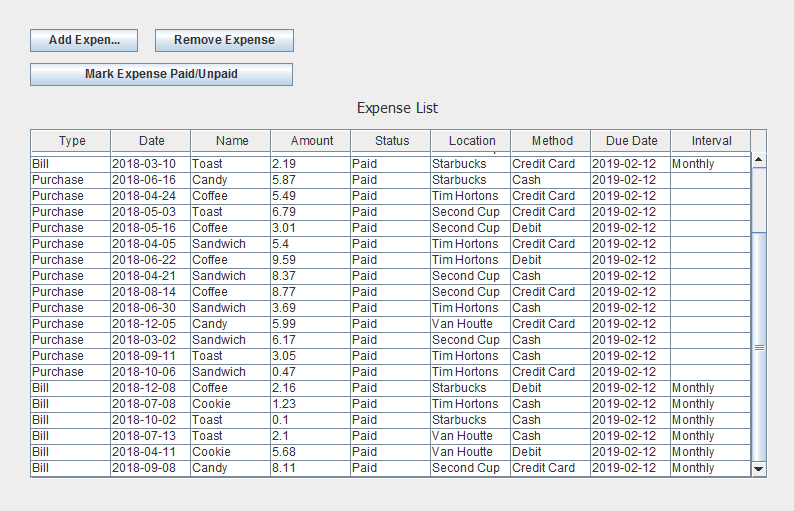 Add Expen... Remove Expense
Mark Expense Paid/Unpaid
Expense List
Type Date Name Amount Status Location Method Due Date Interval
Bill 2018-03-10 Toast 2.19 Paid Starbucks Credit Card 2019-02-12 Monthly
Purchase 2018-06-16 Candy 5.87 Paid Starbucks Cash 2019-02-12
Purchase 2018-04-24 Coffee 5.49 Paid Tim Hortons Credit Card 2019-02-12
Purchase 2018-05-03 Toast 6.79 Paid Second Cup Credit Card 2019-02-12
Purchase 2018-05-16 Coffee 3.01 Paid Second Cup Debit 2019-02-12
Purchase 2018-04-05 Sandwich 5.4 Paid Tim Hortons Credit Card 2019-02-12
Purchase 2018-06-22 Coffee 9.59 Paid Tim Hortons Debit 2019-02-12
Purchase 2018-04-21 Sandwich 8.37 Paid Second Cup Cash 2019-02-12
Purchase 2018-08-14 Coffee 8.77 Paid Second Cup Credit Card 2019-02-12
Purchase 2018-06-30 Sandwich 3.69 Paid Tim Hortons Cash 2019-02-12
Purchase 2018-12-05 Candy 5.99 Paid Van Houtte Credit Card 2019-02-12
Purchase 2018-03-02 Sandwich 6.17 Paid Second Cup Cash 2019-02-12
Purchase 2018-09-11 Toast 3.05 Paid Tim Hortons Cash 2019-02-12
Purchase 2018-10-06 Sandwich 0.47 Paid Tim Hortons Credit Card 2019-02-12
Bill 2018-12-08 Coffee 2.16 Paid Starbucks Debit 2019-02-12 Monthly
Bill 2018-07-08 Cookie 1.23 Paid Tim Hortons Cash 2019-02-12 Monthly
Bill 2018-10-02 Toast 0.1 Paid Starbucks Cash 2019-02-12 Monthly
Bill 2018-07-13 Toast 2.1 Paid Van Houtte Cash 2019-02-12 Monthly
Bill 2018-04-11 Cookie 5.68 Paid Van Houtte Debit 2019-02-12 Monthly
Bill 2018-09-08 Candy 8.11 Paid Second Cup Credit Card 2019-02-12 Monthly